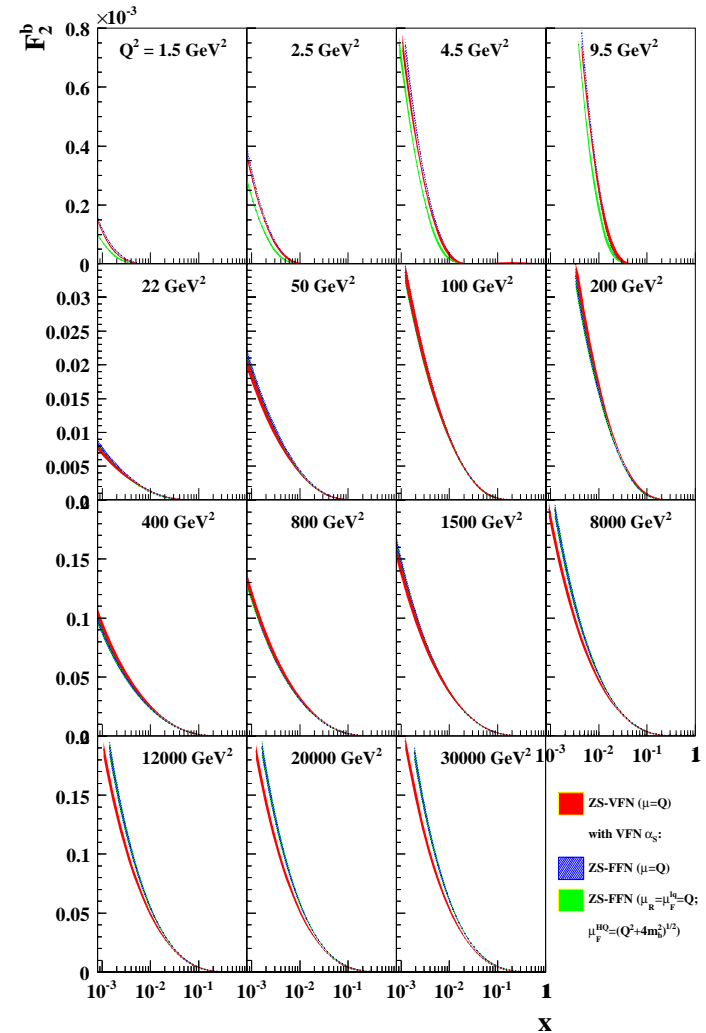 ×10⁻³
F₂ᵇ
Q² = 1.5 GeV² 2.5 GeV² 4.5 GeV² 9.5 GeV²
0.8
0.6
0.4
0.2
0
22 GeV² 50 GeV² 100 GeV² 200 GeV²
0.03
0.025
0.02
0.015
0.01
0.005
400 GeV² 800 GeV² 1500 GeV² 8000 GeV²
0.15
0.1
0.05
10⁻³ 10⁻² 10⁻¹ 1
12000 GeV² 20000 GeV² 30000 GeV²
0.15
0.1
0.05
0
ZS-VFN (μ=Q)
with VFN αₛ:
ZS-FFN (μ=Q)
ZS-FFN (μ_R=μ_F^lq=Q;
μ_F^HQ=(Q²+4m_b²)^1/2)
10⁻³ 10⁻² 10⁻¹ 10⁻³ 10⁻² 10⁻¹ 10⁻³ 10⁻² 10⁻¹ 1
x